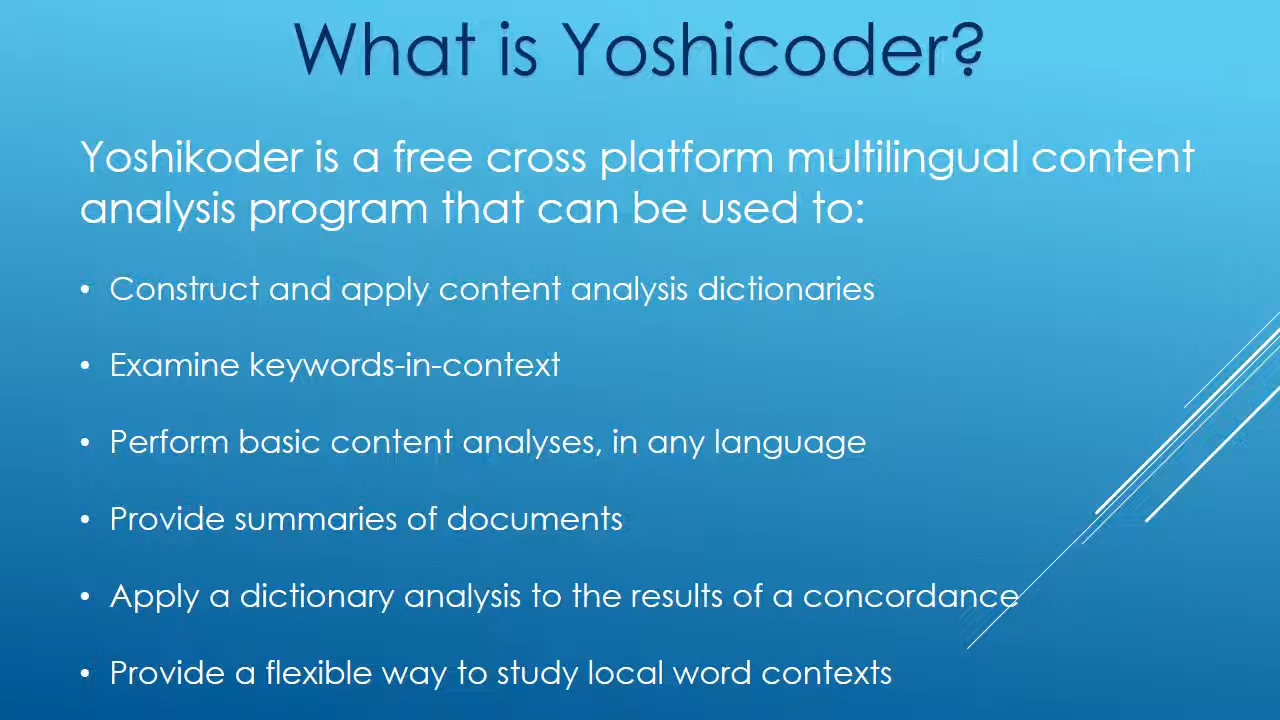 What is Yoshicoder?
Yoshikoder is a free cross platform multilingual content
analysis program that can be used to:
• Construct and apply content analysis dictionaries
• Examine keywords-in-context
• Perform basic content analyses, in any language
• Provide summaries of documents
• Apply a dictionary analysis to the results of a concordance
• Provide a flexible way to study local word contexts